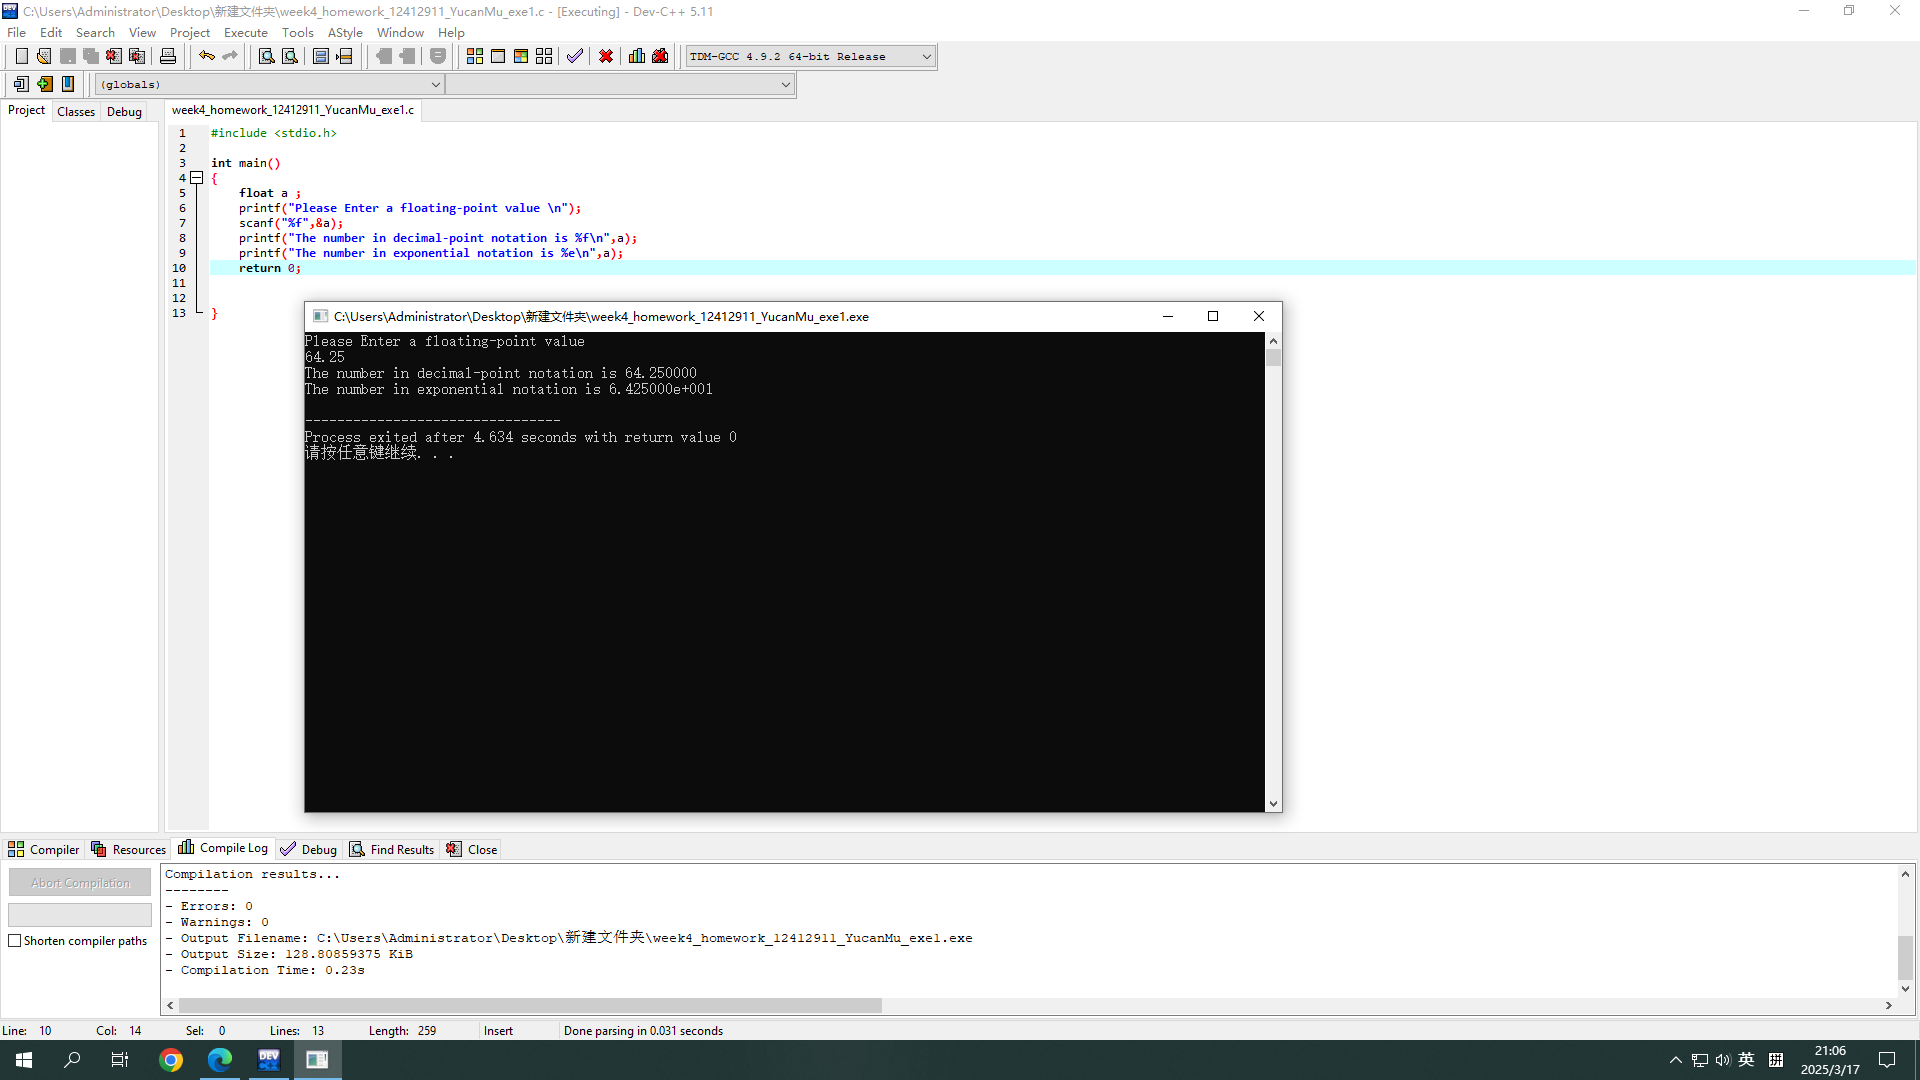 C:\Users\Administrator\Desktop\新建文件夹\week4_homework_12412911_YucanMu_exe1.c - [Executing] - Dev-C++ 5.11
File Edit Search View Project Execute Tools AStyle Window Help
TDM-GCC 4.9.2 64-bit Release
(globals)
Project Classes Debug
week4_homework_12412911_YucanMu_exe1.c
1 #include <stdio.h>
2
3 int main()
4 {
5 float a ;
6 printf("Please Enter a floating-point value \n");
7 scanf("%f",&a);
8 printf("The number in decimal-point notation is %f\n",a);
9 printf("The number in exponential notation is %e\n",a);
10 return 0;
11
12
13 }
C:\Users\Administrator\Desktop\新建文件夹\week4_homework_12412911_YucanMu_exe1.exe
Please Enter a floating-point value
64.25
The number in decimal-point notation is 64.250000
The number in exponential notation is 6.425000e+001
--------------------------------
Process exited after 4.634 seconds with return value 0
请按任意键继续. . .
Compiler Resources Compile Log Debug Find Results Close
Abort Compilation
Shorten compiler paths
Compilation results...
--------
- Errors: 0
- Warnings: 0
- Output Filename: C:\Users\Administrator\Desktop\新建文件夹\week4_homework_12412911_YucanMu_exe1.exe
- Output Size: 128.80859375 KiB
- Compilation Time: 0.23s
Line: 10 Col: 14 Sel: 0 Lines: 13 Length: 259 Insert Done parsing in 0.031 seconds
DEV
英 拼
21:06
2025/3/17